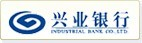 兴业银行
INDUSTRIAL BANK CO.,LTD